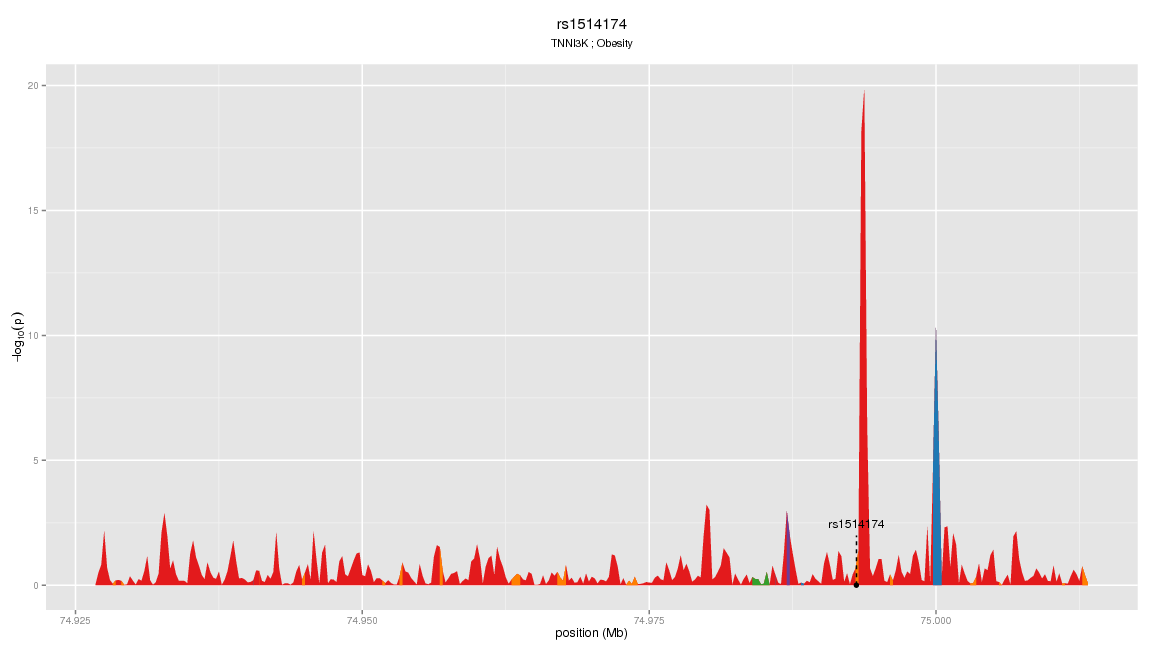 rs1514174
TNNI3K ; Obesity
20
15
10
5
0
−log10(p)
rs1514174
74.925
74.950
74.975
75.000
position (Mb)